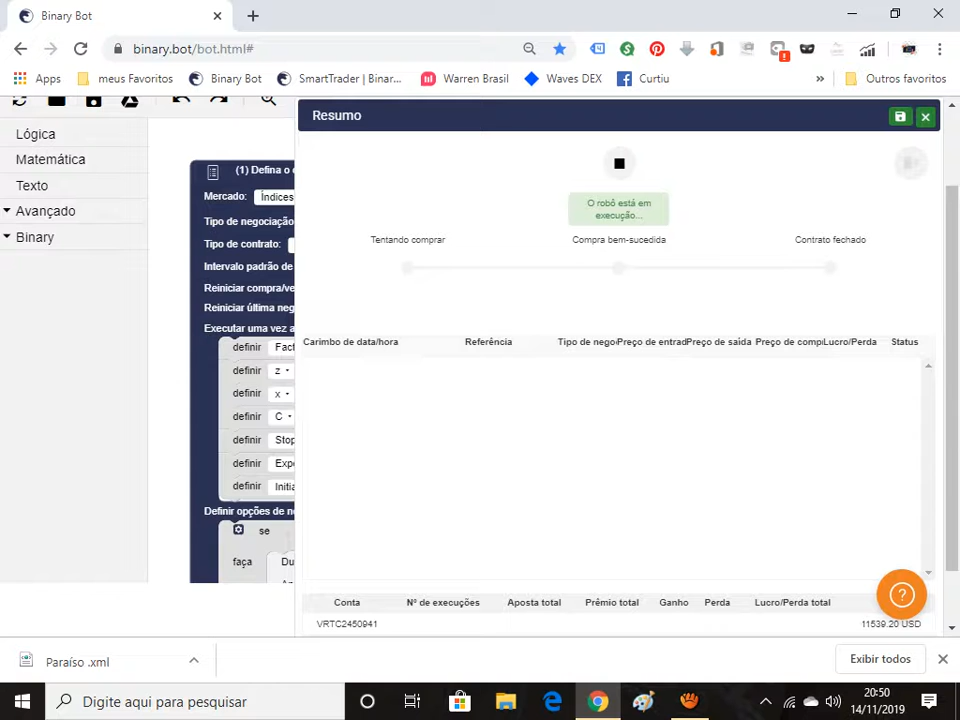 Binary Bot
binary.bot/bot.html#
Apps
meus Favoritos
Binary Bot
SmartTrader | Binar...
Warren Brasil
Waves DEX
Curtiu
»
Outros favoritos
Lógica
Matemática
Texto
Avançado
Binary
(1) Defina o
Mercado: Índices
Tipo de negociação
Tipo de contrato:
Intervalo padrão de
Reiniciar compra/ve
Reiniciar última neg
Executar uma vez a
definir Fact
definir z
definir x
definir C
definir Stop
definir Expe
definir Initia
Definir opções de ne
se
faça Du
Resumo
O robô está em
execução...
Tentando comprar
Compra bem-sucedida
Contrato fechado
Carimbo de data/hora Referência Tipo de nego Preço de entrad Preço de saída Preço de compr Lucro/Perda Status
Conta Nº de execuções Aposta total Prêmio total Ganho Perda Lucro/Perda total
VRTC2450941 11539.20 USD
?
Paraíso .xml
Exibir todos
Digite aqui para pesquisar
20:50
14/11/2019